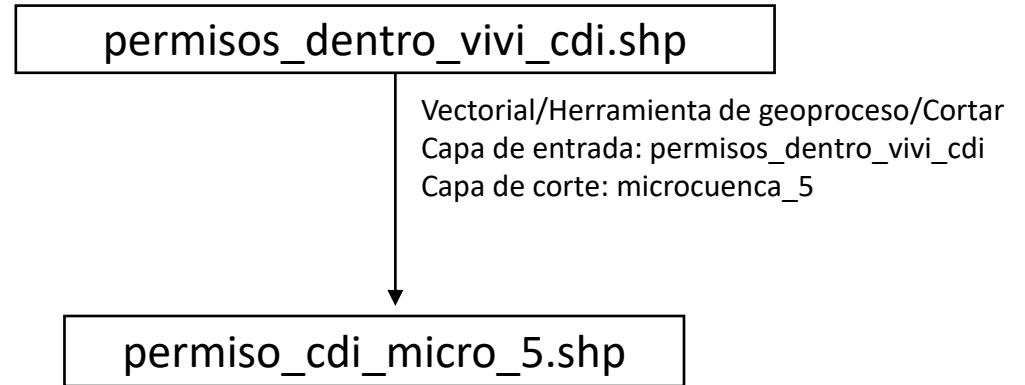 permisos_dentro_vivi_cdi.shp
Vectorial/Herramienta de geoproceso/Cortar
Capa de entrada: permisos_dentro_vivi_cdi
Capa de corte: microcuenca_5
permiso_cdi_micro_5.shp